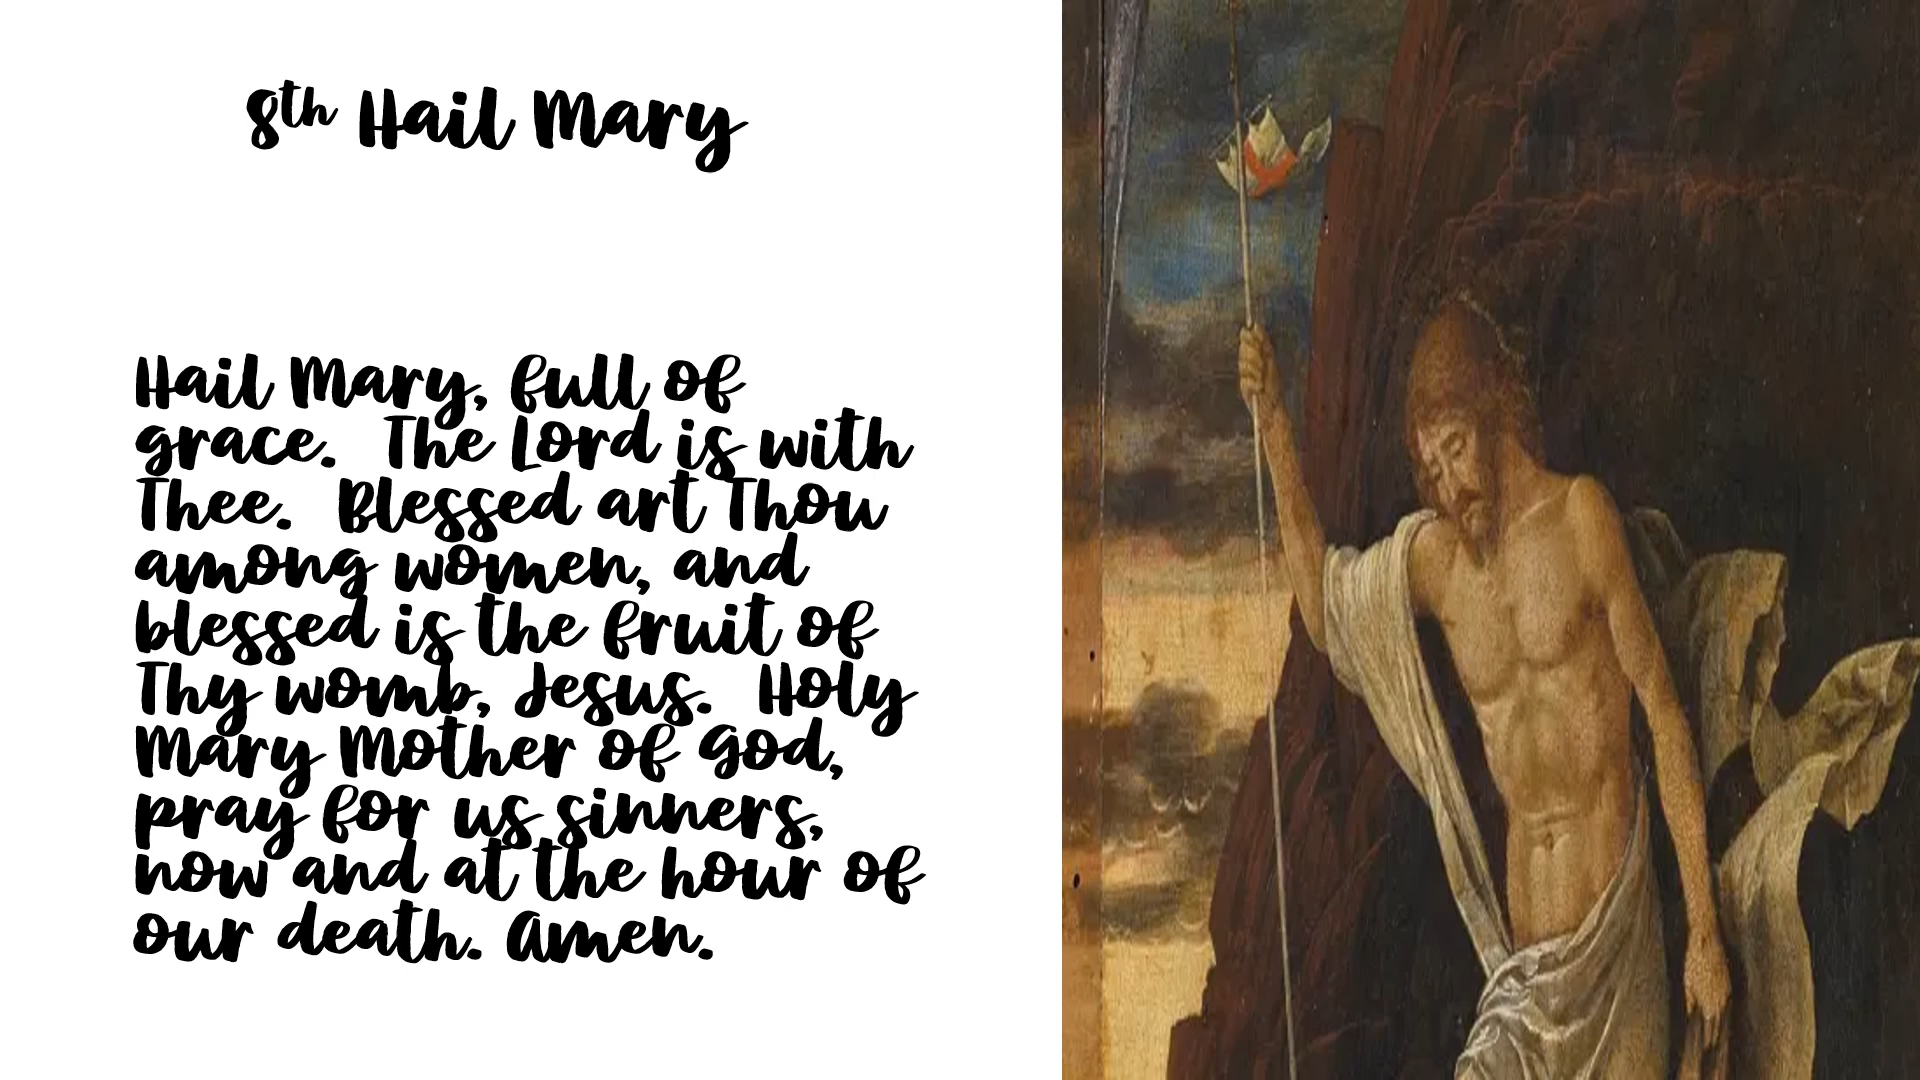 8th Hail Mary
Hail Mary, full of
grace.  The Lord is with
Thee.  Blessed art Thou
among women, and
blessed is the fruit of
Thy womb, Jesus.  Holy
Mary Mother of God,
pray for us sinners,
now and at the hour of
our death. Amen.